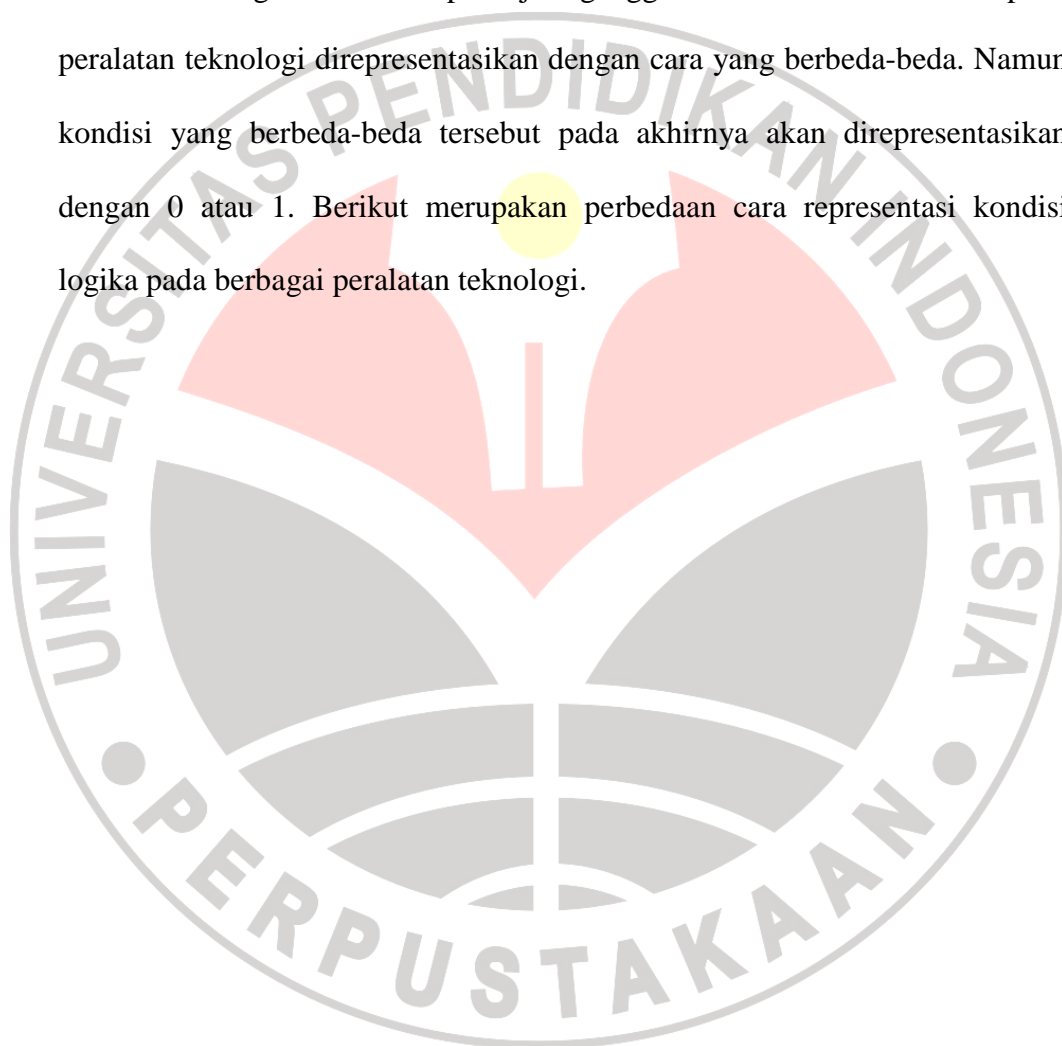 peralatan teknologi direpresentasikan dengan cara yang berbeda-beda. Namun
kondisi yang berbeda-beda tersebut pada akhirnya akan direpresentasikan
dengan 0 atau 1. Berikut merupakan perbedaan cara representasi kondisi
logika pada berbagai peralatan teknologi.
UNIVERSITAS PENDIDIKAN INDONESIA
PERPUSTAKAAN